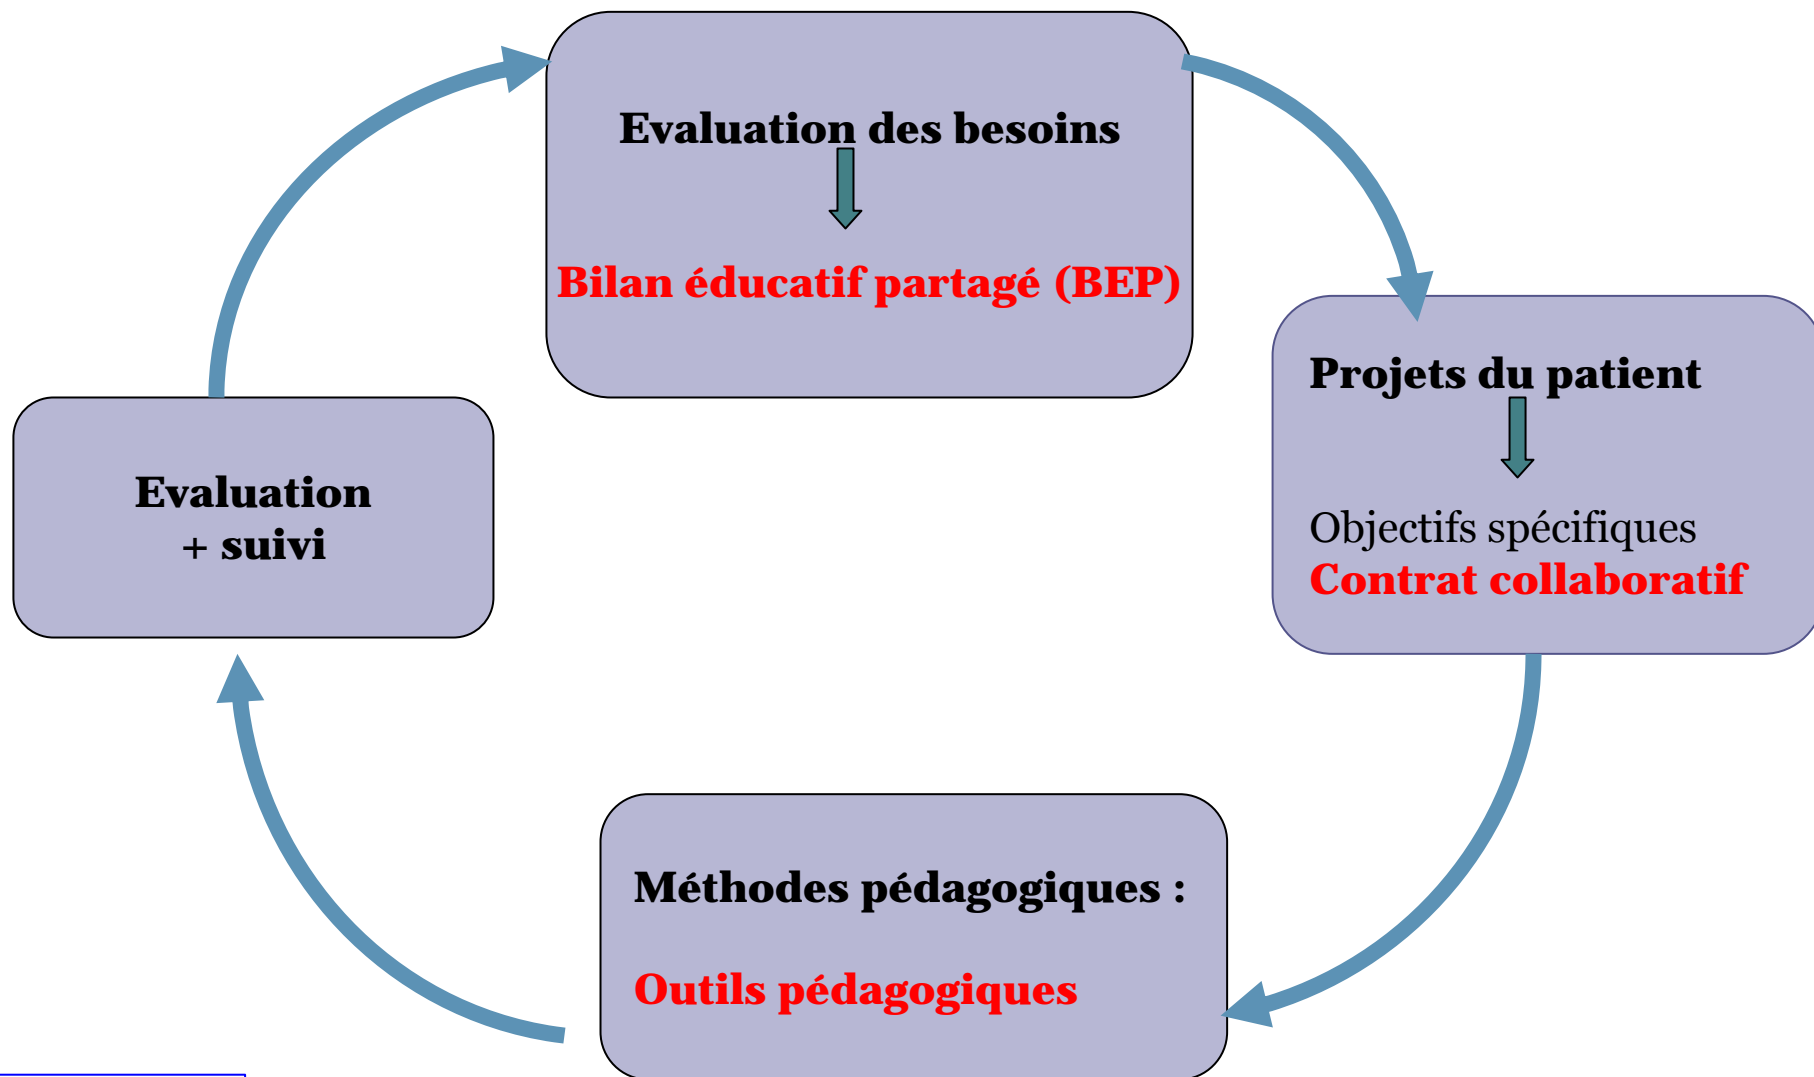 Evaluation des besoins
Bilan éducatif partagé (BEP)
Projets du patient
Objectifs spécifiques
Contrat collaboratif
Méthodes pédagogiques :
Outils pédagogiques
Evaluation
+ suivi